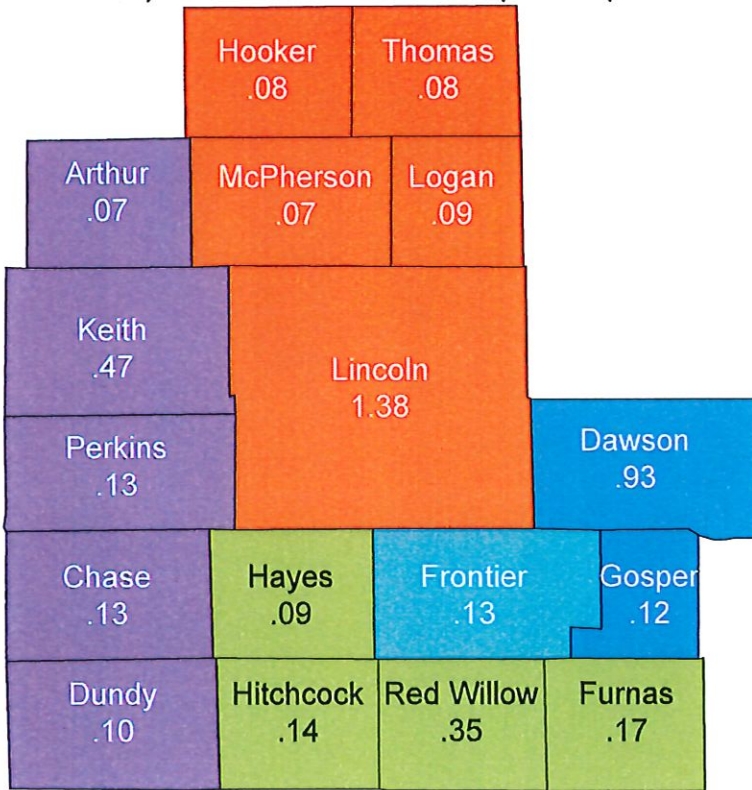 Hooker
.08
Thomas
.08
Arthur
.07
McPherson
.07
Logan
.09
Keith
.47
Lincoln
1.38
Perkins
.13
Dawson
.93
Chase
.13
Hayes
.09
Frontier
.13
Gosper
.12
Dundy
.10
Hitchcock
.14
Red Willow
.35
Furnas
.17